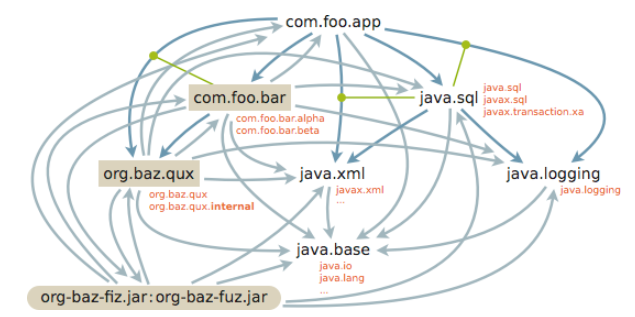 com.foo.app
com.foo.bar
com.foo.bar.alpha
com.foo.bar.beta
java.sql
java.sql
javax.sql
javax.transaction.xa
org.baz.qux
org.baz.qux
org.baz.qux.internal
java.xml
javax.xml
...
java.logging
java.logging
java.base
java.io
java.lang
...
org-baz-fiz.jar:org-baz-fuz.jar